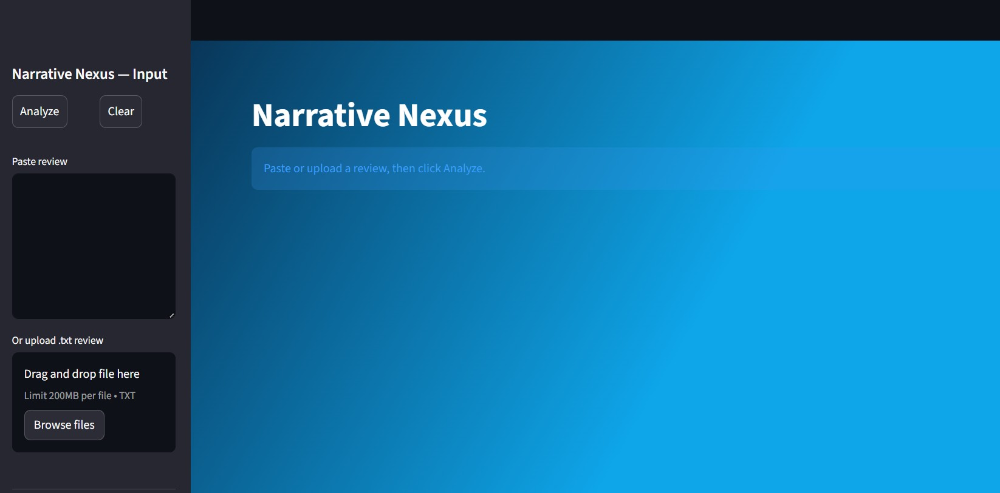 Narrative Nexus — Input
Analyze
Clear
Paste review
Or upload .txt review
Drag and drop file here
Limit 200MB per file • TXT
Browse files
Narrative Nexus
Paste or upload a review, then click Analyze.